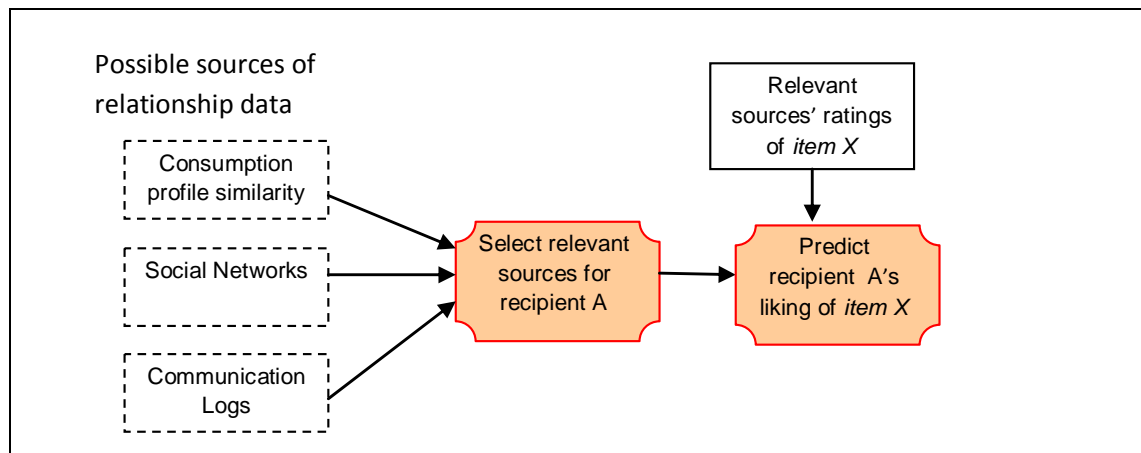 Possible sources of
relationship data
Consumption
profile similarity
Social Networks
Communication
Logs
Select relevant
sources for
recipient A
Relevant
sources’ ratings
of item X
Predict
recipient A’s
liking of item X